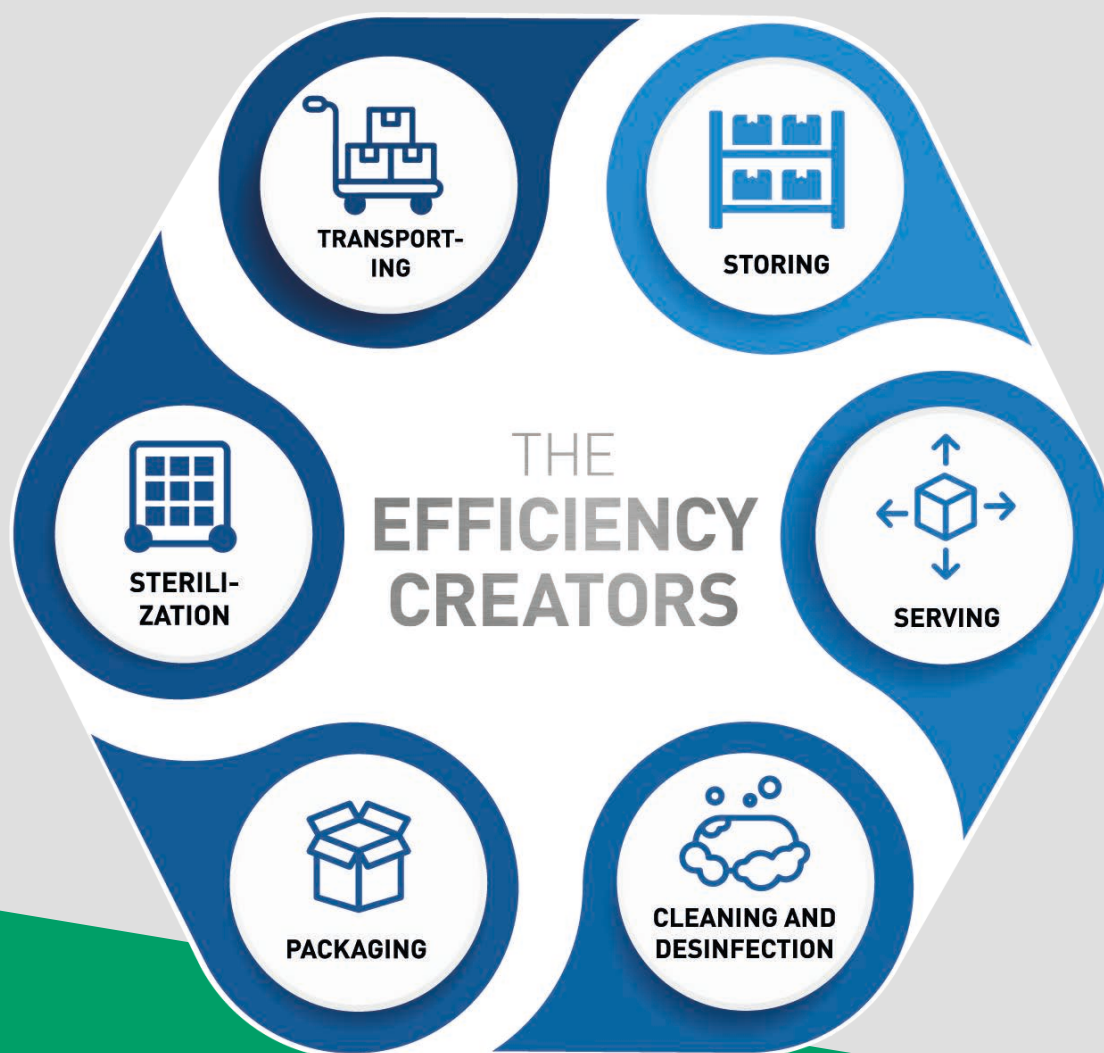 TRANSPORT-
ING
STORING
THE
EFFICIENCY
CREATORS
STERILI-
ZATION
SERVING
PACKAGING
CLEANING AND
DESINFECTION